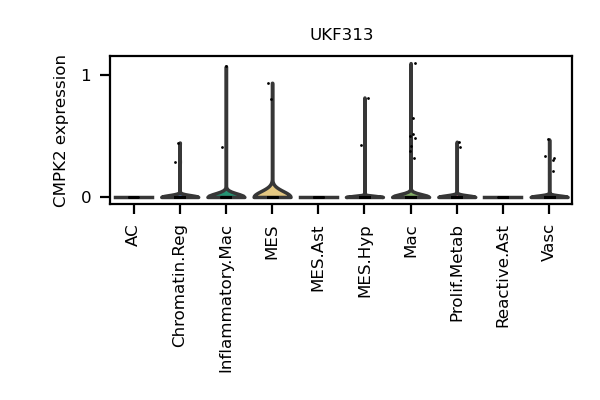 UKF313
CMPK2 expression
1
0
AC
Chromatin.Reg
Inflammatory.Mac
MES
MES.Ast
MES.Hyp
Mac
Prolif.Metab
Reactive.Ast
Vasc